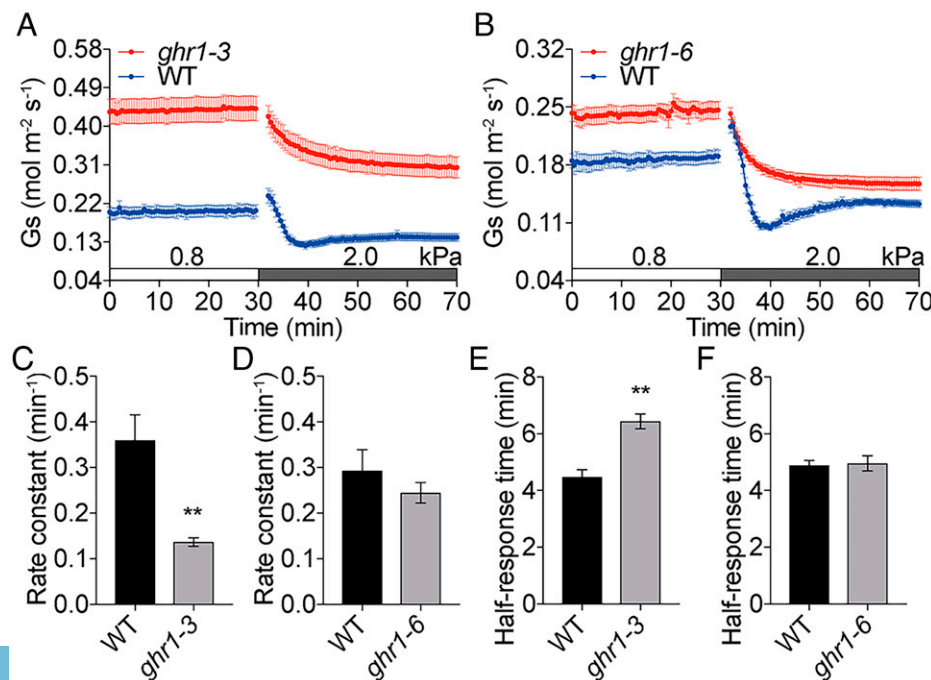 A
ghr1-3
WT
Gs (mol m⁻² s⁻¹)
0.58
0.49
0.40
0.31
0.22
0.13
0.04
0.8
2.0
kPa
0 10 20 30 40 50 60 70
Time (min)
B
ghr1-6
WT
Gs (mol m⁻² s⁻¹)
0.32
0.25
0.18
0.11
0.04
0.8
2.0
kPa
0 10 20 30 40 50 60 70
Time (min)
C
Rate constant (min⁻¹)
0.5
0.4
0.3
0.2
0.1
0.0
**
WT
ghr1-3
D
Rate constant (min⁻¹)
0.5
0.4
0.3
0.2
0.1
0.0
WT
ghr1-6
E
Half-response time (min)
8
6
4
2
0
**
WT
ghr1-3
F
Half-response time (min)
8
6
4
2
0
WT
ghr1-6